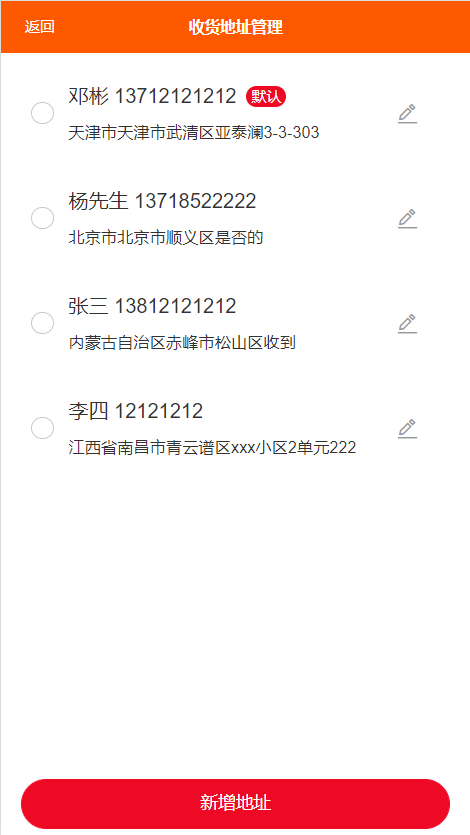 返回 收货地址管理
邓彬 13712121212 默认
天津市天津市武清区亚泰澜3-3-303
杨先生 13718522222
北京市北京市顺义区是否的
张三 13812121212
内蒙古自治区赤峰市松山区收到
李四 12121212
江西省南昌市青云谱区xxx小区2单元222
新增地址